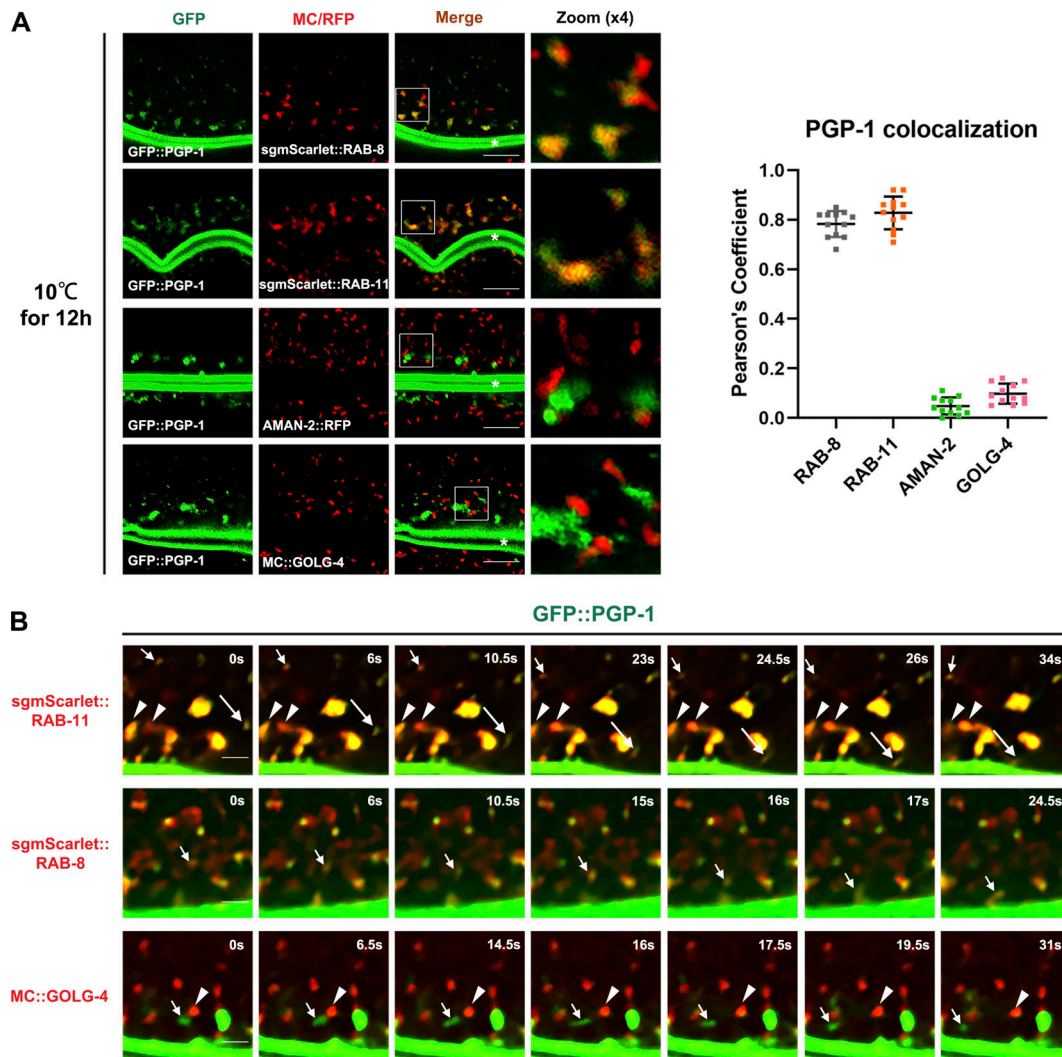 A
GFP
MC/RFP
Merge
Zoom (x4)
10℃
for 12h
GFP::PGP-1
sgmScarlet::RAB-8
*
GFP::PGP-1
sgmScarlet::RAB-11
*
GFP::PGP-1
AMAN-2::RFP
*
GFP::PGP-1
MC::GOLG-4
*
PGP-1 colocalization
Pearson's Coefficient
1.0
0.8
0.6
0.4
0.2
0.0
RAB-8
RAB-11
AMAN-2
GOLG-4
B
GFP::PGP-1
sgmScarlet::
RAB-11
0s
6s
10.5s
23s
24.5s
26s
34s
sgmScarlet::
RAB-8
0s
6s
10.5s
15s
16s
17s
24.5s
MC::GOLG-4
0s
6.5s
14.5s
16s
17.5s
19.5s
31s